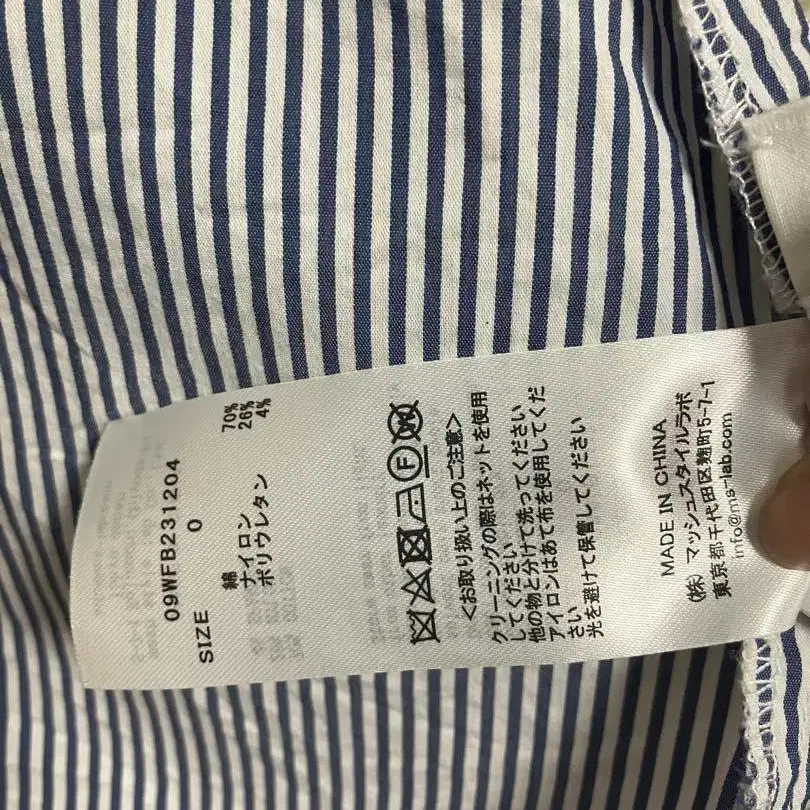 09WFB231204
SIZE 0
綿 70%
ナイロン 26%
ポリウレタン 4%
＜お取り扱い上のご注意＞
クリーニングの際はネットを使用
してください
他の物と分けて洗ってください
アイロンはあて布を使用してくだ
さい
光を避けて保管してください
MADE IN CHINA
(株) マッシュスタイルラボ
東京都千代田区麹町5-7-1
info@ms-lab.com